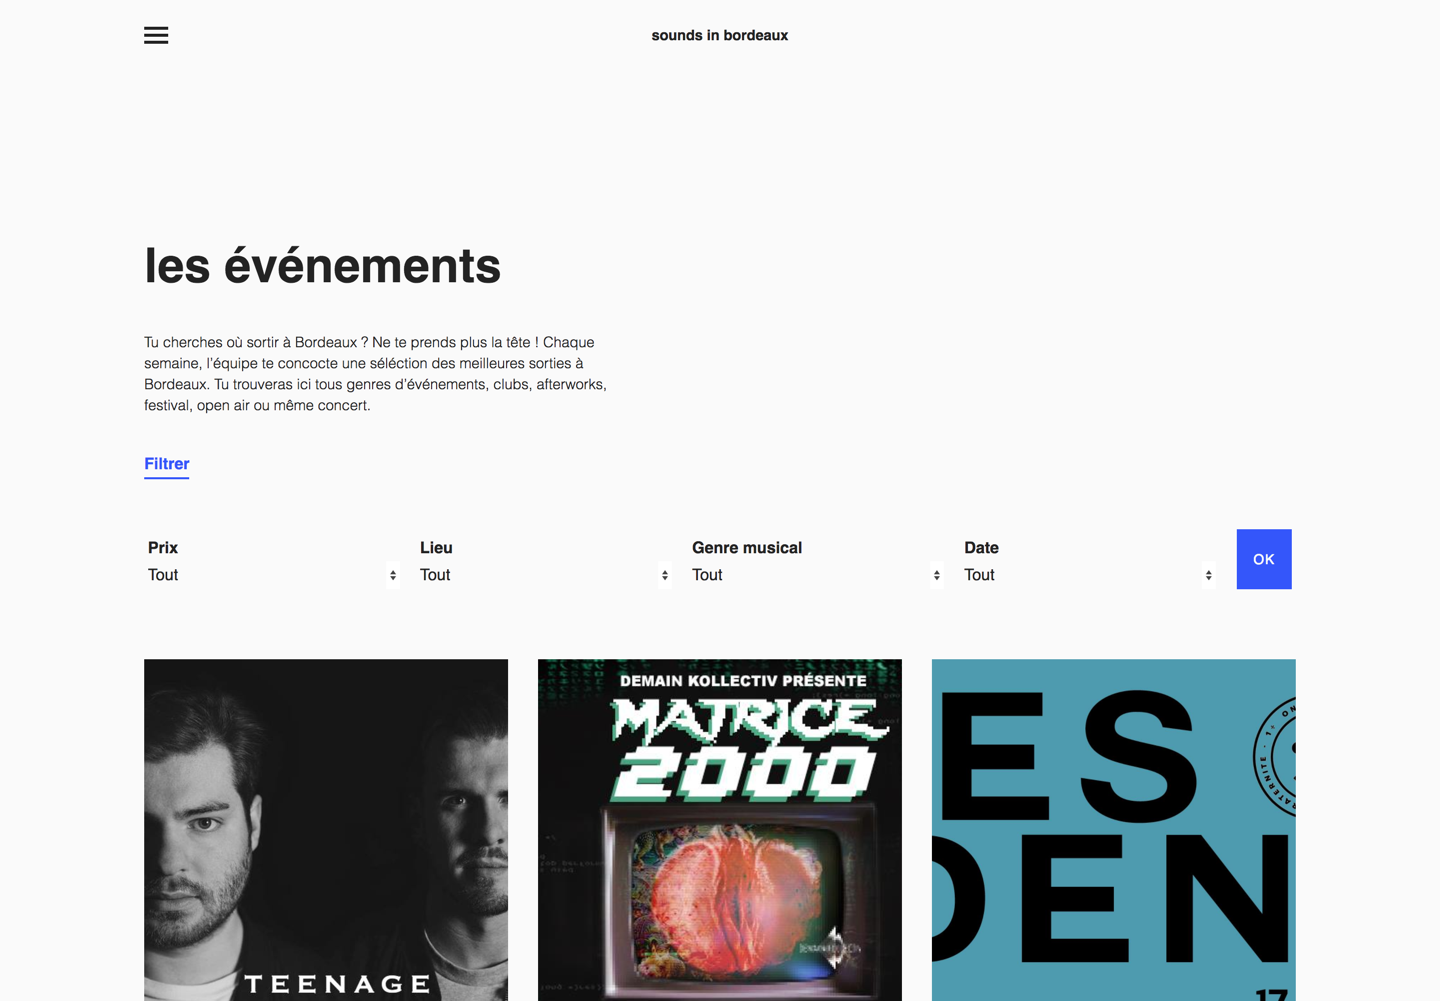 sounds in bordeaux
les événements
Tu cherches où sortir à Bordeaux ? Ne te prends plus la tête ! Chaque
semaine, l'équipe te concocte une séléction des meilleures sorties à
Bordeaux. Tu trouveras ici tous genres d'événements, clubs, afterworks,
festival, open air ou même concert.
Filtrer
Prix
Lieu
Genre musical
Date
Tout
Tout
Tout
Tout
OK
TEENAGE
DEMAIN KOLLECTIV PRÉSENTE
MATRICE
2000
ES
DEN
17